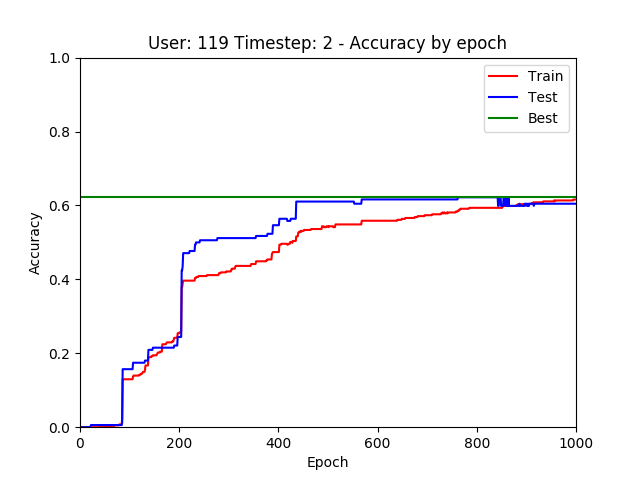 User: 119 Timestep: 2 - Accuracy by epoch
1.0
0.8
0.6
0.4
0.2
0.0
Accuracy
Train
Test
Best
0 200 400 600 800 1000
Epoch